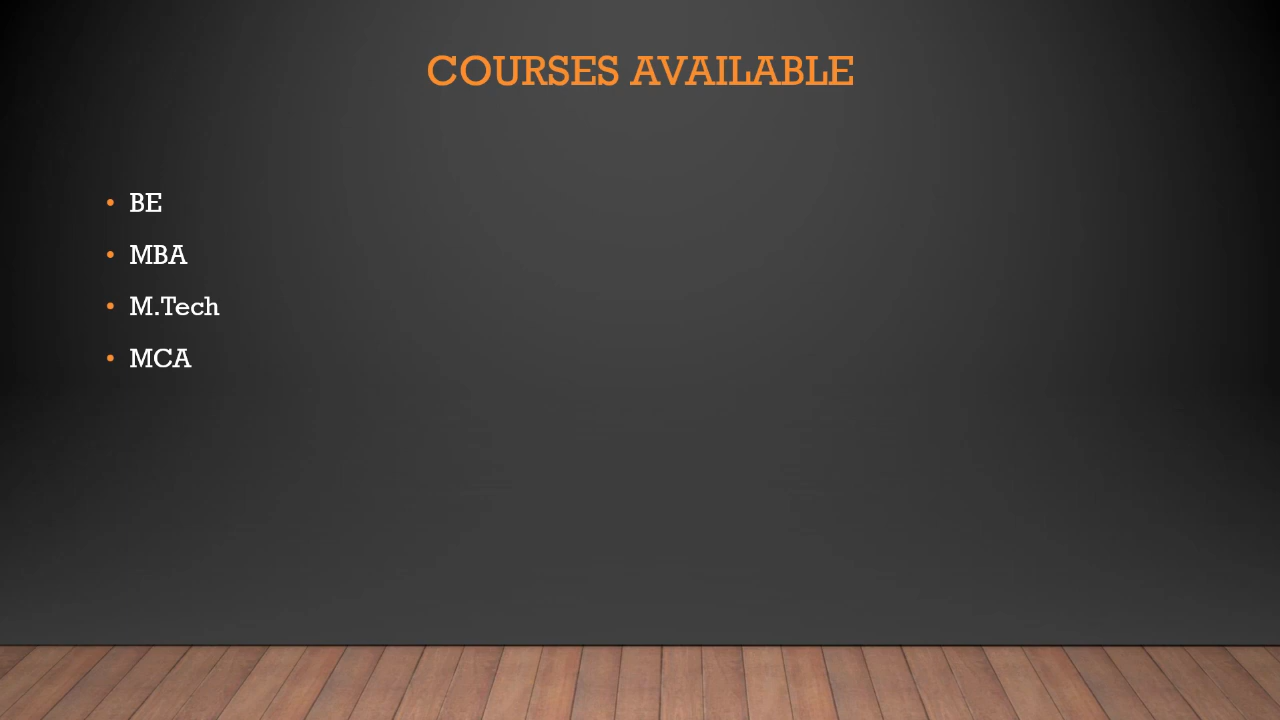 COURSES AVAILABLE
• BE
• MBA
• M.Tech
• MCA